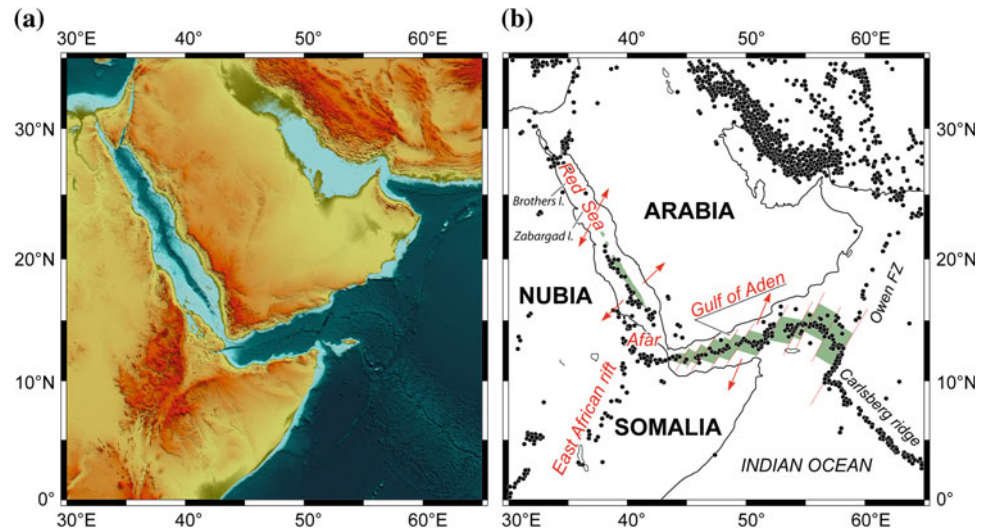 (a)
30°E 40°E 50°E 60°E
30°N
20°N
10°N
0°
30°E 40°E 50°E 60°E
(b)
30°E 40°E 50°E 60°E
30°N
20°N
10°N
0°
30°E 40°E 50°E 60°E
Red Sea
Brothers I.
ARABIA
Zabargad I.
NUBIA
Gulf of Aden
Owen FZ
Afar
East African rift
SOMALIA
Carlsberg ridge
INDIAN OCEAN